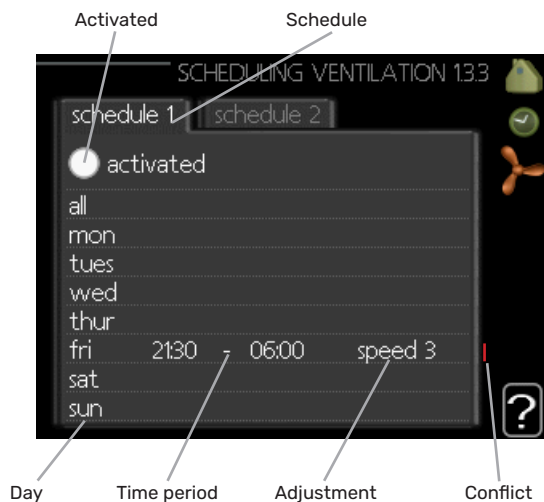 Activated Schedule
SCHEDULING VENTILATION 1.3.3
schedule 1 schedule 2
activated
all
mon
tues
wed
thur
fri 21:30 - 06:00 speed 3
sat
sun
?
Day Time period Adjustment Conflict